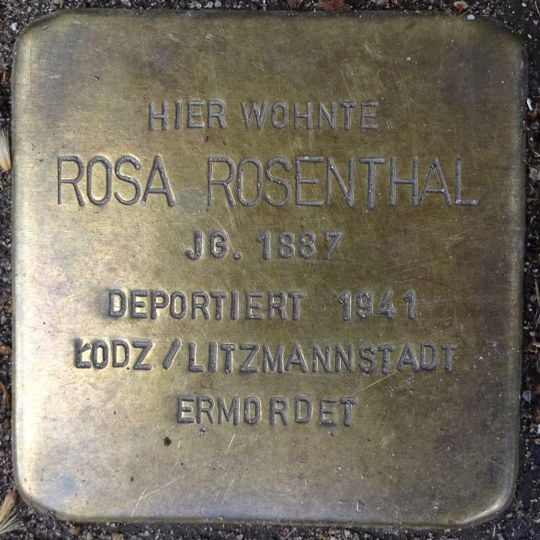 HIER WOHNTE
ROSA ROSENTHAL
JG. 1887
DEPORTIERT 1941
ŁODZ / LITZMANNSTADT
ERMORDET